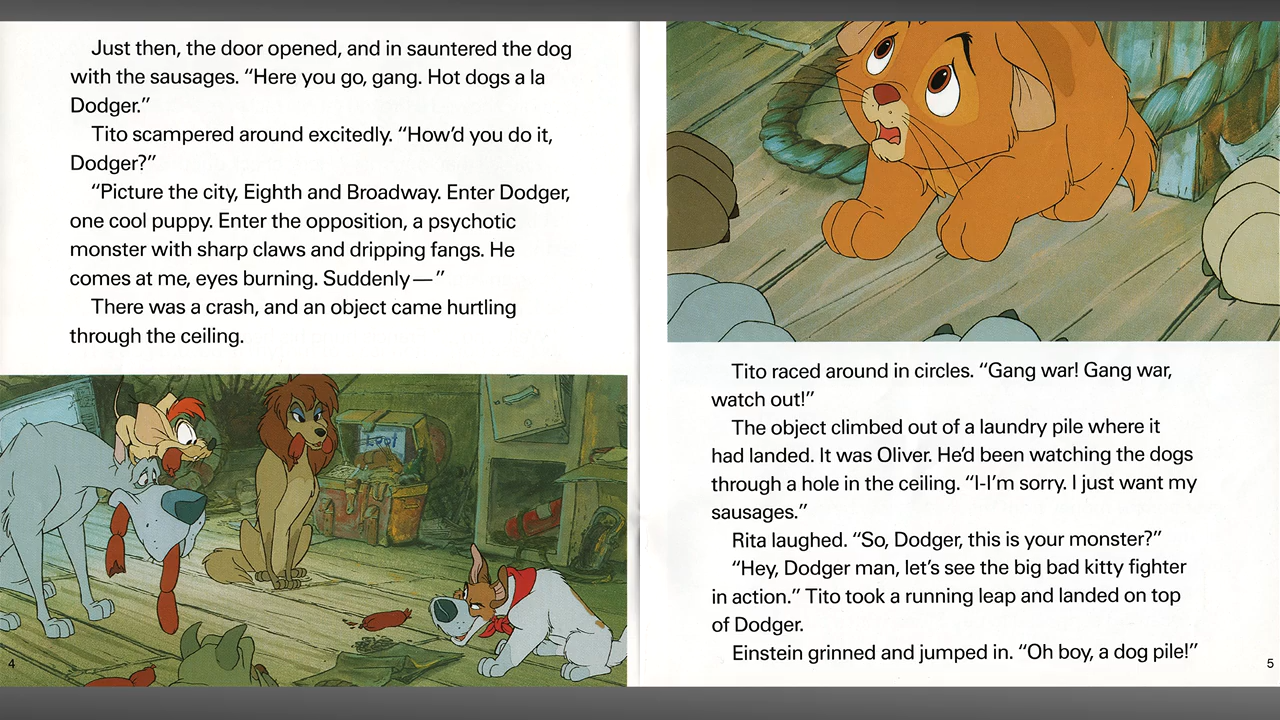 Just then, the door opened, and in sauntered the dog
with the sausages. “Here you go, gang. Hot dogs a la
Dodger.”
Tito scampered around excitedly. “How’d you do it,
Dodger?”
“Picture the city, Eighth and Broadway. Enter Dodger,
one cool puppy. Enter the opposition, a psychotic
monster with sharp claws and dripping fangs. He
comes at me, eyes burning. Suddenly—”
There was a crash, and an object came hurtling
through the ceiling.
Loot
4
Tito raced around in circles. “Gang war! Gang war,
watch out!”
The object climbed out of a laundry pile where it
had landed. It was Oliver. He’d been watching the dogs
through a hole in the ceiling. “I-I’m sorry. I just want my
sausages.”
Rita laughed. “So, Dodger, this is your monster?”
“Hey, Dodger man, let’s see the big bad kitty fighter
in action.” Tito took a running leap and landed on top
of Dodger.
Einstein grinned and jumped in. “Oh boy, a dog pile!”
5